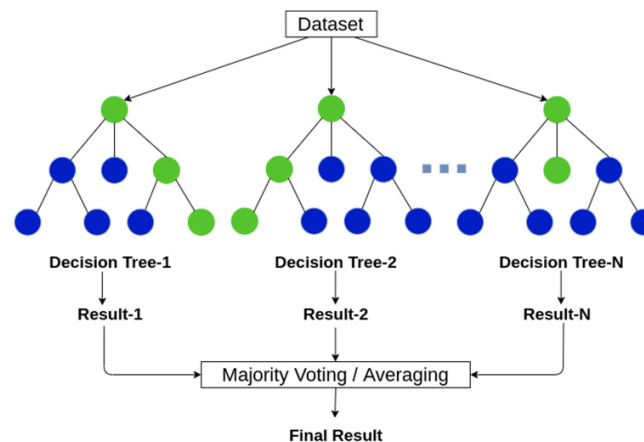 Dataset
Decision Tree-1
Decision Tree-2
Decision Tree-N
Result-1
Result-2
Result-N
Majority Voting / Averaging
Final Result